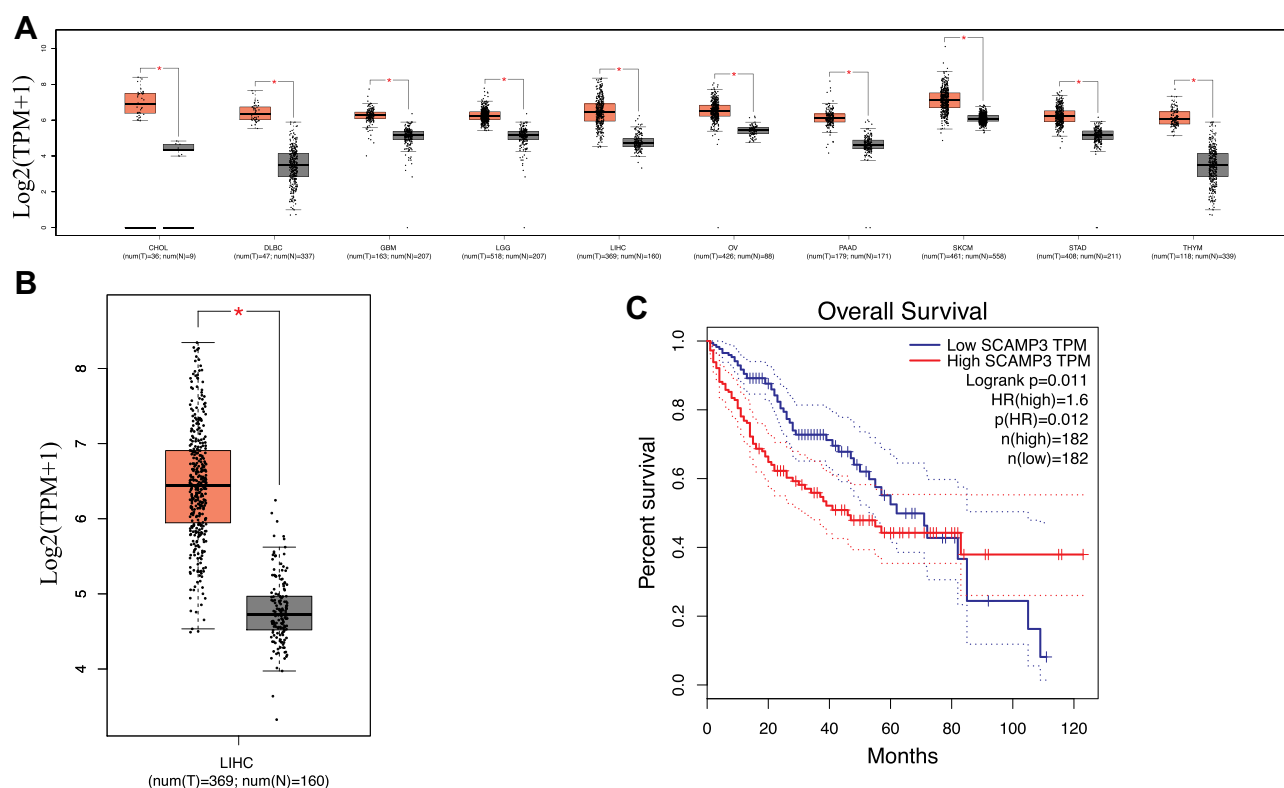 A
Log2(TPM+1)
10
8
6
4
2
0
*
*
*
*
*
*
*
*
*
*
CHOL
(num(T)=36; num(N)=9)
DLBC
(num(T)=47; num(N)=337)
GBM
(num(T)=163; num(N)=207)
LGG
(num(T)=518; num(N)=207)
LIHC
(num(T)=369; num(N)=160)
OV
(num(T)=426; num(N)=88)
PAAD
(num(T)=179; num(N)=171)
SKCM
(num(T)=461; num(N)=558)
STAD
(num(T)=408; num(N)=211)
THYM
(num(T)=118; num(N)=339)
B
Log2(TPM+1)
8
7
6
5
4
*
LIHC
(num(T)=369; num(N)=160)
C
Overall Survival
Low SCAMP3 TPM
High SCAMP3 TPM
Logrank p=0.011
HR(high)=1.6
p(HR)=0.012
n(high)=182
n(low)=182
Percent survival
1.0
0.8
0.6
0.4
0.2
0.0
0 20 40 60 80 100 120
Months